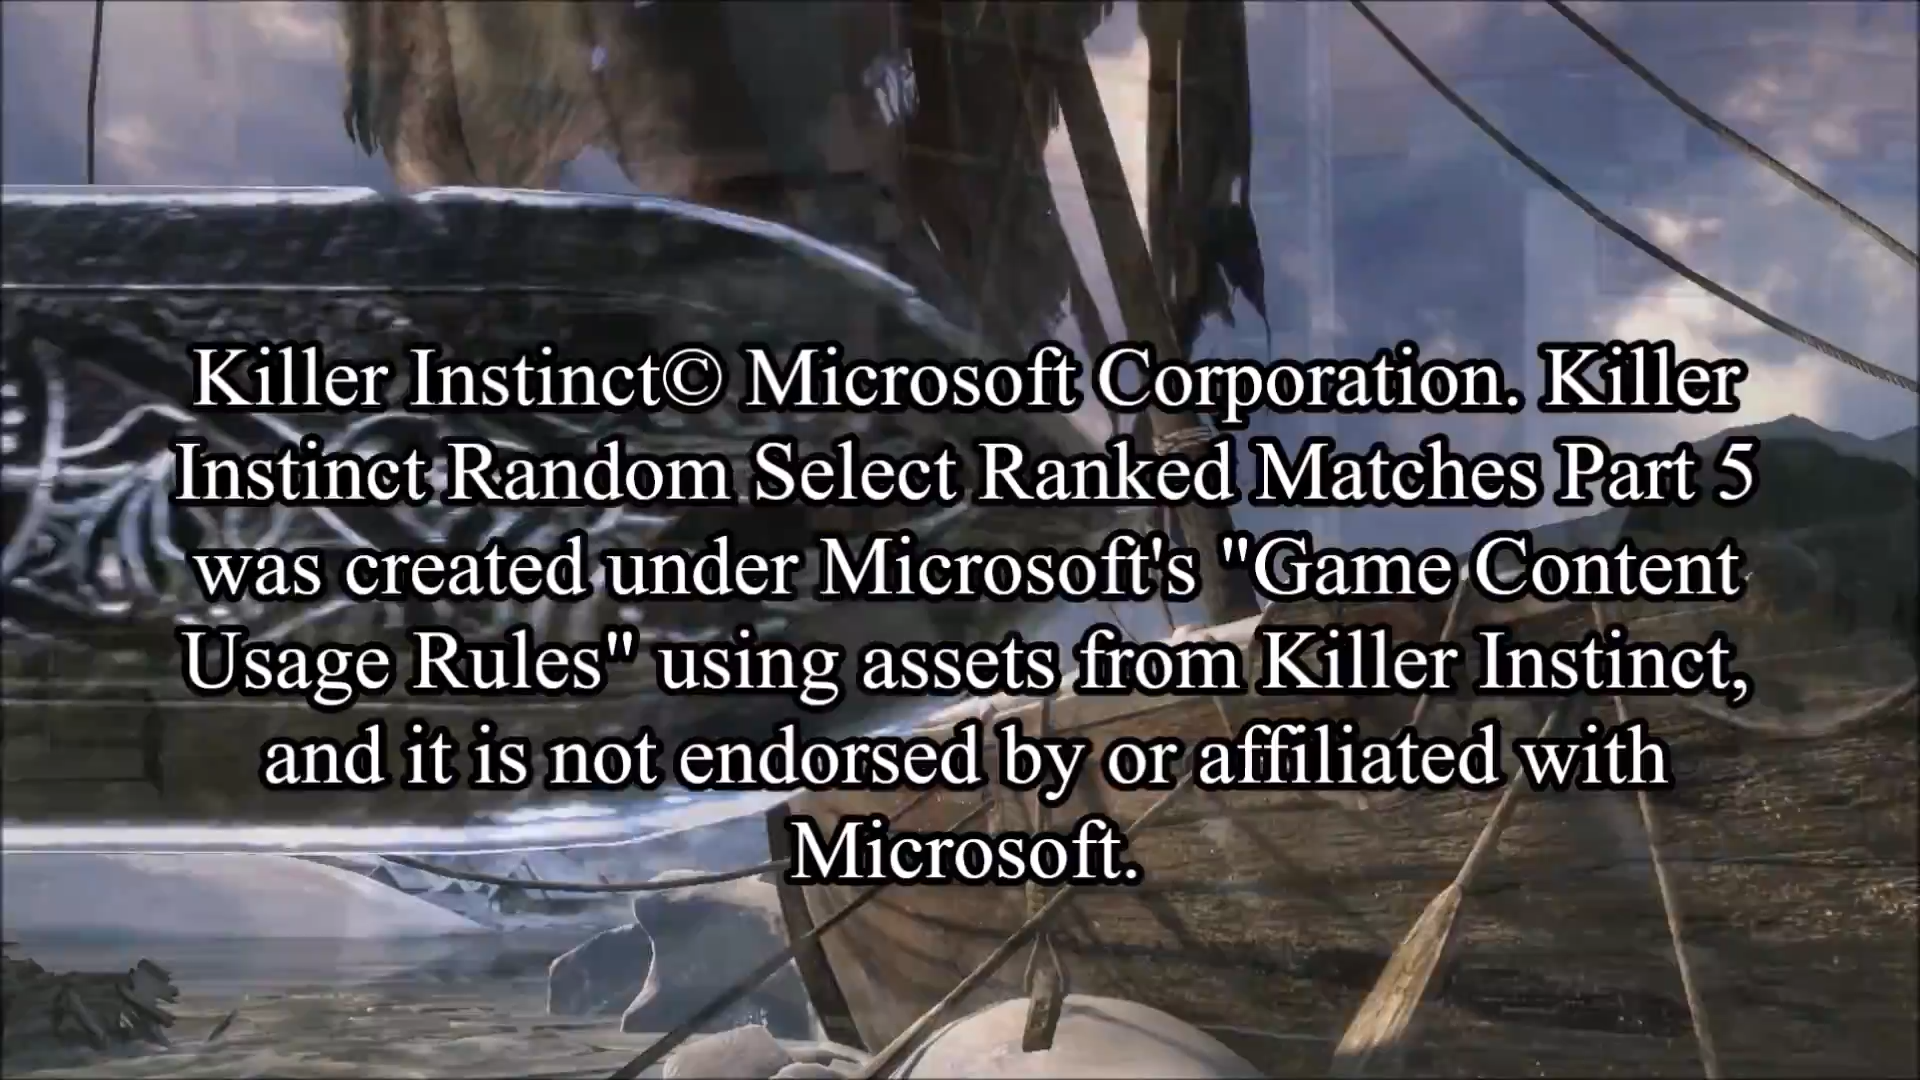 Killer Instinct© Microsoft Corporation. Killer
Instinct Random Select Ranked Matches Part 5
was created under Microsoft's "Game Content
Usage Rules" using assets from Killer Instinct,
and it is not endorsed by or affiliated with
Microsoft.